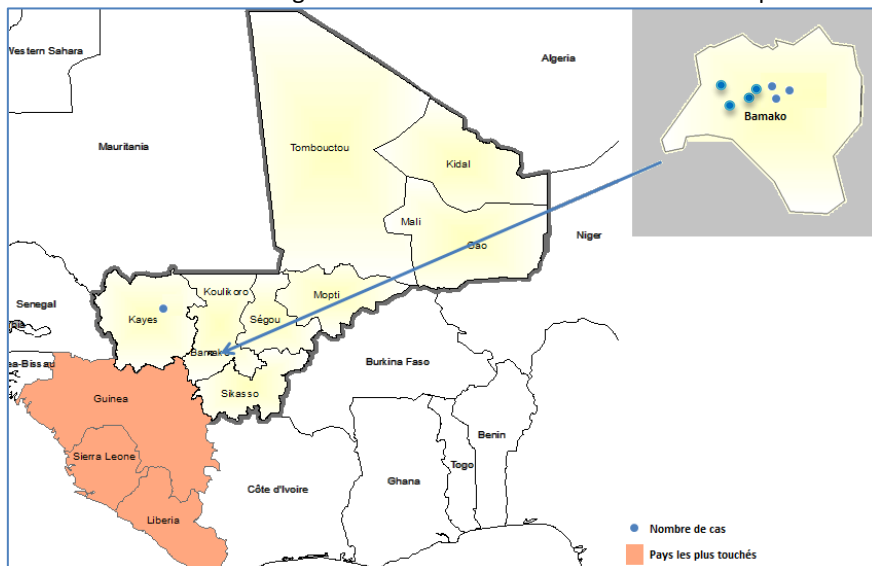 Western Sahara
Algeria
Bamako
Mauritania
Tombouctou
Kidal
Mali
Gao
Niger
Senegal
Koulikoro
Mopti
Kayes
Ségou
Bamako
Burkina Faso
Sikasso
Guinea
Benin
Sierra Leone
Togo
Ghana
Côte d'Ivoire
Liberia
Nombre de cas
Pays les plus touchés